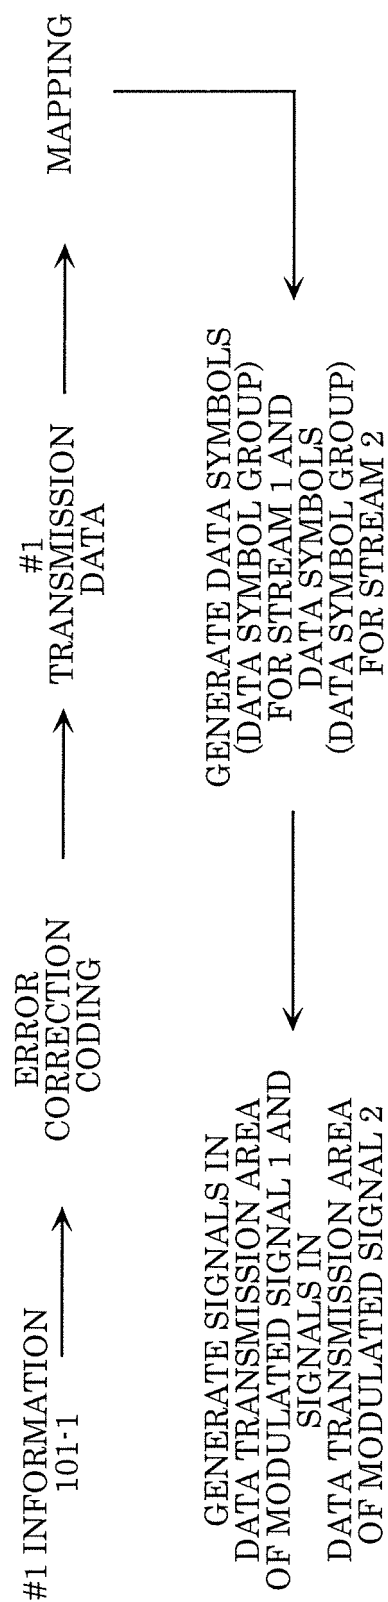 #1 INFORMATION
101-1
ERROR
CORRECTION
CODING
#1
TRANSMISSION
DATA
MAPPING
GENERATE DATA SYMBOLS
(DATA SYMBOL GROUP)
FOR STREAM 1 AND
DATA SYMBOLS
(DATA SYMBOL GROUP)
FOR STREAM 2
GENERATE SIGNALS IN
DATA TRANSMISSION AREA
OF MODULATED SIGNAL 1 AND
SIGNALS IN
DATA TRANSMISSION AREA
OF MODULATED SIGNAL 2